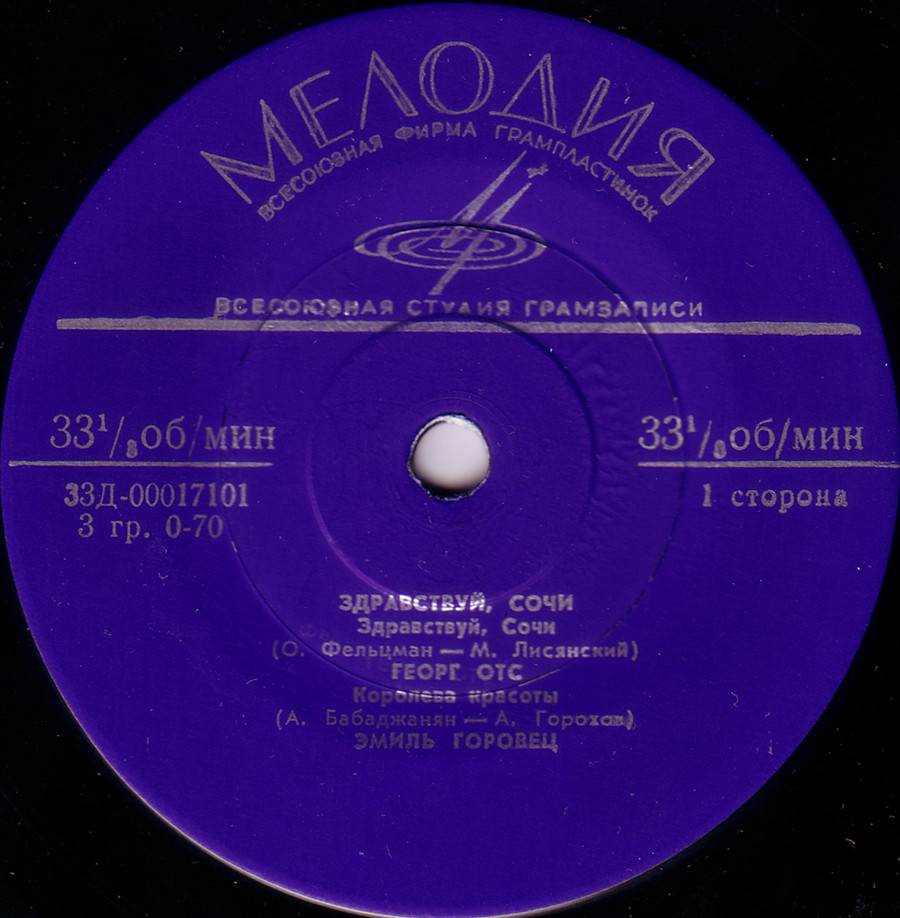 МЕЛОДИЯ
ВСЕСОЮЗНАЯ ФИРМА ГРАМПЛАСТИНОК
ВСЕСОЮЗНАЯ СТУДИЯ ГРАМЗАПИСИ
33¹/₃об/мин
33¹/₃об/мин
33Д-00017101
3 гр. 0-70
1 сторона
ЗДРАВСТВУЙ, СОЧИ
Здравствуй, Сочи
(О. Фельцман — М. Лисянский)
ГЕОРГ ОТС
Королева красоты
(А. Бабаджанян — А. Горохов)
ЭМИЛЬ ГОРОВЕЦ